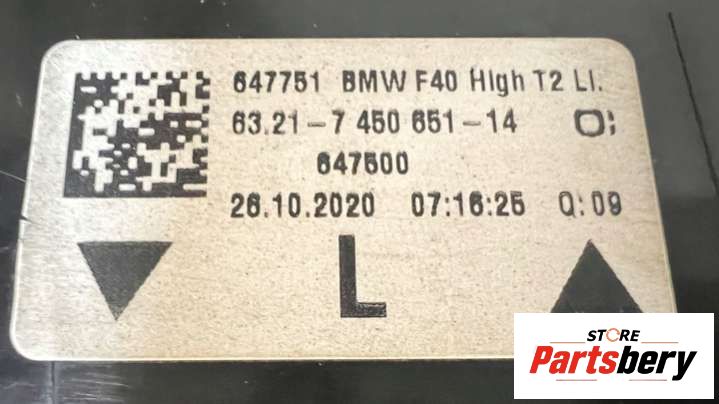 647751 BMW F40 High T2 LI.
63.21-7 450 651-14
647500
26.10.2020 07:16:25 Q:09
L
STORE
Partsbery